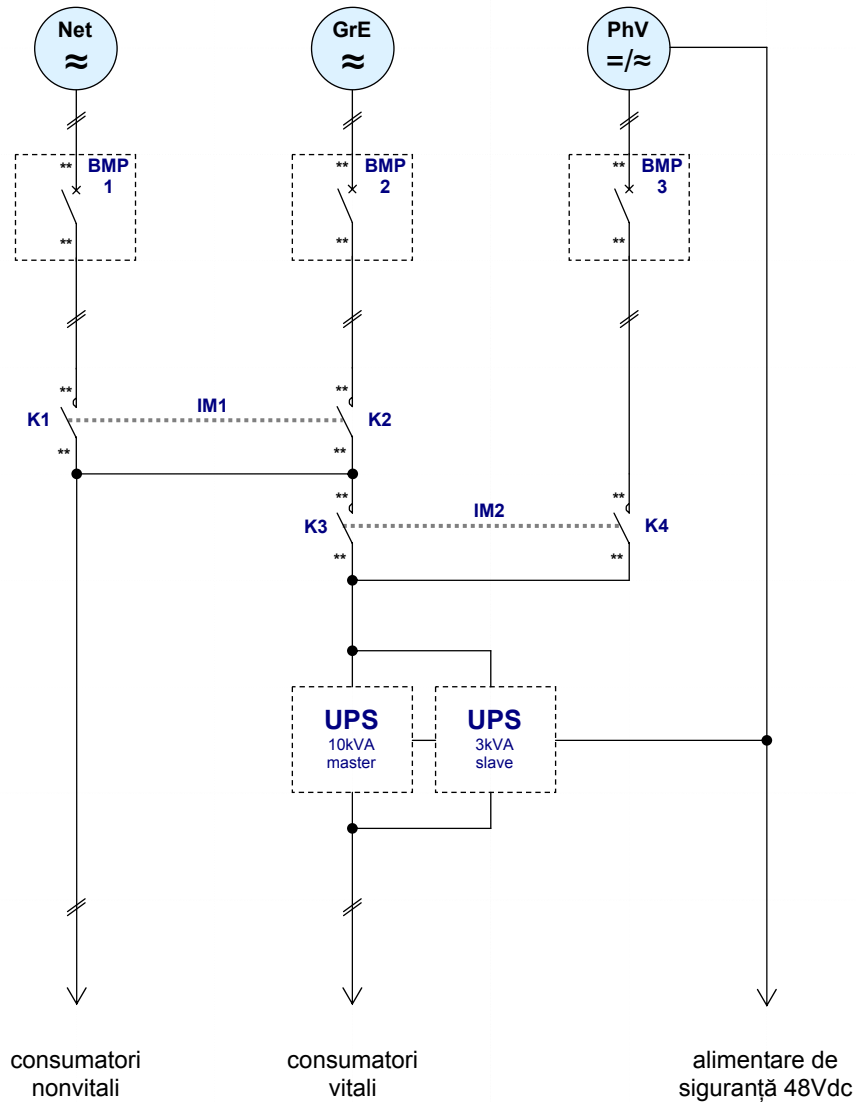 Net
≈
GrE
≈
PhV
=/≈
**
BMP
1
**
**
BMP
2
**
**
BMP
3
**
**
K1
**
IM1
**
K2
**
**
K3
**
IM2
**
K4
**
UPS
10kVA
master
UPS
3kVA
slave
consumatori
nonvitali
consumatori
vitali
alimentare de
siguranță 48Vdc